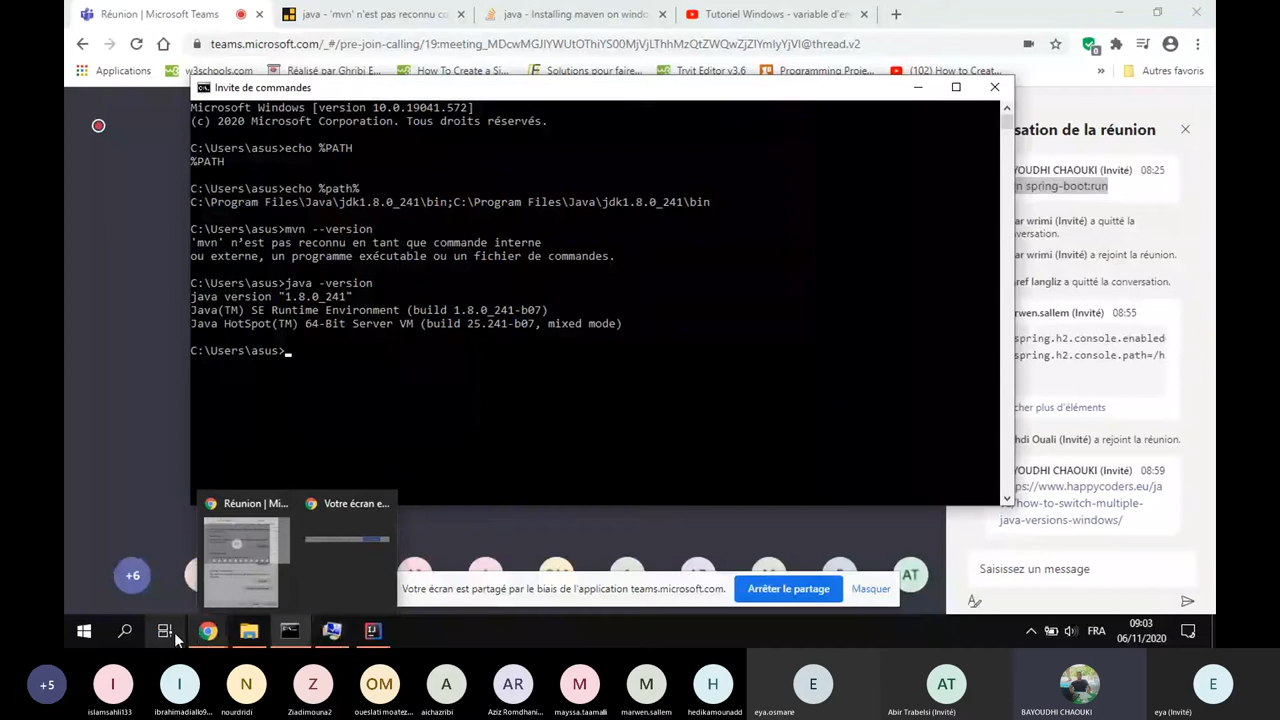 Réunion | Microsoft Teams
java - 'mvn' n'est pas reconnu co
java - Installing maven on windo
Tutoriel Windows - variable d'en
teams.microsoft.com/_#/pre-join-calling/19:meeting_MDcwMGJlYWUtOThiYS00MjVjLThhMzQtZWQwZjZlYmIyYjVl@thread.v2
Applications
w3schools.com
Réalisé par Ghribi E...
How To Create a Si...
Solutions pour faire...
Tryit Editor v3.6
Programming Proje...
(102) How to Creat...
»
Autres favoris
Invite de commandes
Microsoft Windows [version 10.0.19041.572]
(c) 2020 Microsoft Corporation. Tous droits réservés.
C:\Users\asus>echo %PATH
%PATH
C:\Users\asus>echo %path%
C:\Program Files\Java\jdk1.8.0_241\bin;C:\Program Files\Java\jdk1.8.0_241\bin
C:\Users\asus>mvn --version
'mvn' n'est pas reconnu en tant que commande interne
ou externe, un programme exécutable ou un fichier de commandes.
C:\Users\asus>java -version
java version "1.8.0_241"
Java(TM) SE Runtime Environment (build 1.8.0_241-b07)
Java HotSpot(TM) 64-Bit Server VM (build 25.241-b07, mixed mode)
C:\Users\asus>
sation de la réunion
YOUDHI CHAOUKI (Invité) 08:25
n spring-boot:run
ar wrimi (Invité) a quitté la
nversation.
ar wrimi (Invité) a rejoint la réunion.
ref langliz a quitté la conversation.
rwen.sallem (Invité) 08:55
spring.h2.console.enabled
spring.h2.console.path=/h
cher plus d'éléments
hdi Ouali (Invité) a rejoint la réunion.
YOUDHI CHAOUKI (Invité) 08:59
ps://www.happycoders.eu/ja
/how-to-switch-multiple-
java-versions-windows/
Saisissez un message
Réunion | Mi...
Votre écran e...
+6
AT
Votre écran est partagé par le biais de l'application teams.microsoft.com.
Arrêter le partage
Masquer
FRA
09:03
06/11/2020
+5
I
I
N
Z
OM
A
AR
M
M
H
E
AT
E
islamsahli133
ibrahimadiallo9...
nourdridi
Ziadimouna2
oueslati moatez...
aichazribi
Aziz Romdhani...
mayssa.taamalli
marwen.sallem
hedikamounadd
eya.osmane
Abir Trabelsi (Invité)
BAYOUDHI CHAOUKI
eya (Invité)